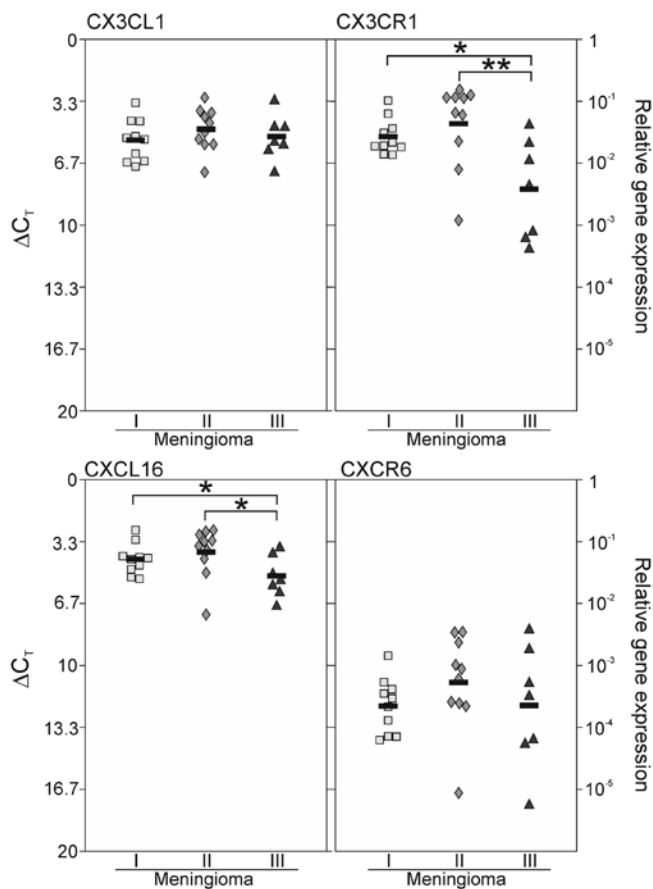 CX3CL1
CX3CR1
0
3.3
6.7
10
13.3
16.7
20
ΔCT
* 
**
1
10-1
10-2
10-3
10-4
10-5
Relative gene expression
I II III
Meningioma
I II III
Meningioma
CXCL16
CXCR6
0
3.3
6.7
10
13.3
16.7
20
ΔCT
*
*
1
10-1
10-2
10-3
10-4
10-5
Relative gene expression
I II III
Meningioma
I II III
Meningioma